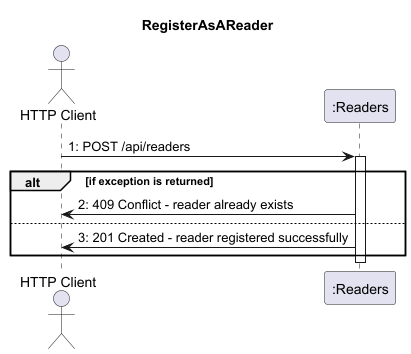 RegisterAsAReader
HTTP Client
:Readers
1: POST /api/readers
alt
[if exception is returned]
2: 409 Conflict - reader already exists
3: 201 Created - reader registered successfully
HTTP Client
:Readers